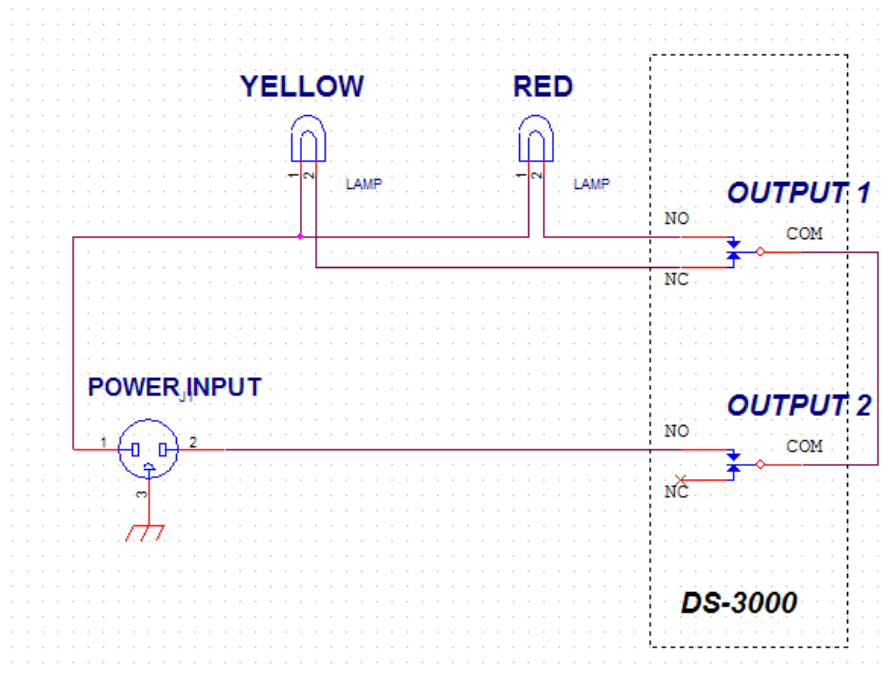 YELLOW
RED
1
2
LAMP
1
2
LAMP
OUTPUT 1
NO
COM
NC
POWER INPUT
J1
1
2
3
OUTPUT 2
NO
COM
NC
DS-3000